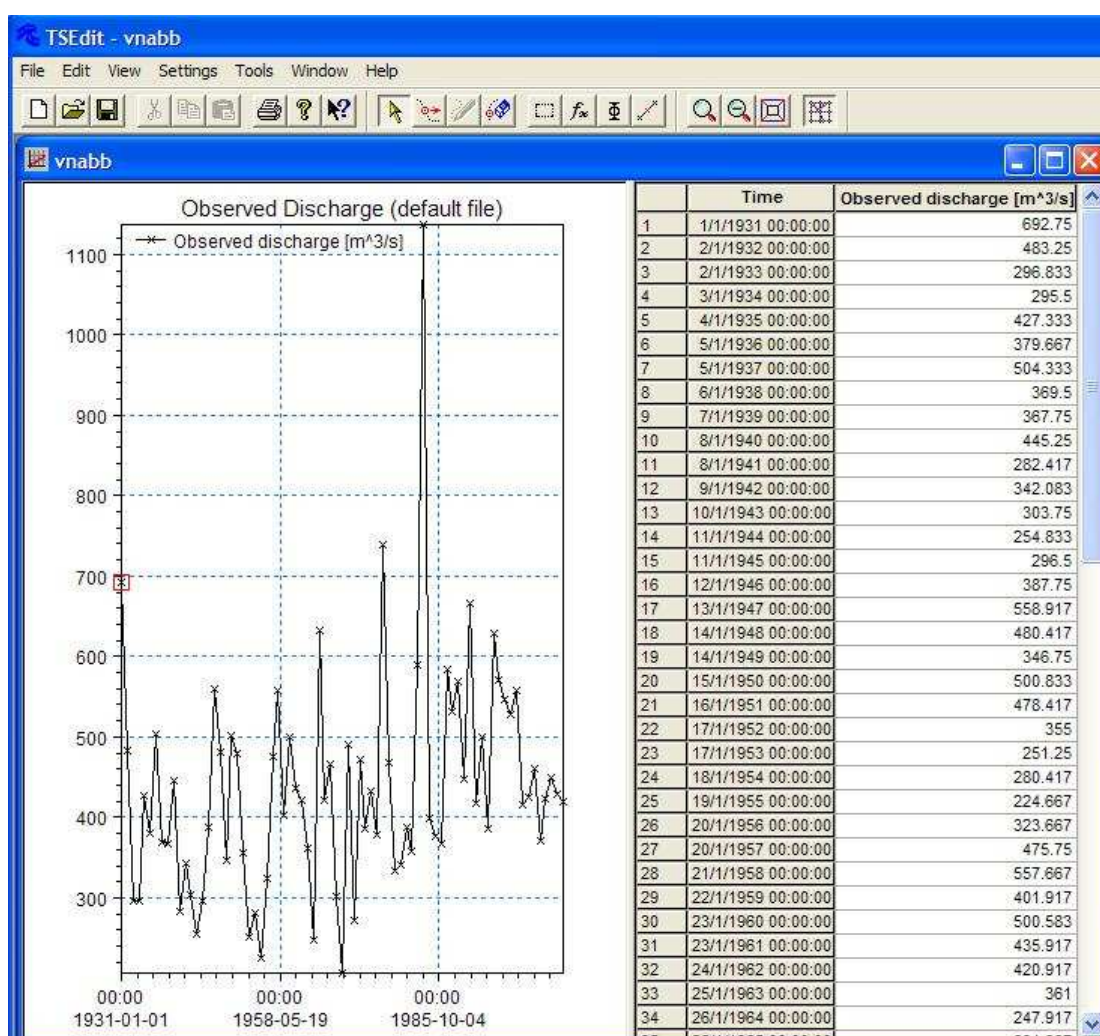 TSEdit - vnabb
File Edit View Settings Tools Window Help
vnabb
Observed Discharge (default file)
Observed discharge [m^3/s]
1100
1000
900
800
700
600
500
400
300
00:00 00:00 00:00
1931-01-01 1958-05-19 1985-10-04
Time Observed discharge [m^3/s]
1 1/1/1931 00:00:00 692.75
2 2/1/1932 00:00:00 483.25
3 2/1/1933 00:00:00 296.833
4 3/1/1934 00:00:00 295.5
5 4/1/1935 00:00:00 427.333
6 5/1/1936 00:00:00 379.667
7 5/1/1937 00:00:00 504.333
8 6/1/1938 00:00:00 369.5
9 7/1/1939 00:00:00 367.75
10 8/1/1940 00:00:00 445.25
11 8/1/1941 00:00:00 282.417
12 9/1/1942 00:00:00 342.083
13 10/1/1943 00:00:00 303.75
14 11/1/1944 00:00:00 254.833
15 11/1/1945 00:00:00 296.5
16 12/1/1946 00:00:00 387.75
17 13/1/1947 00:00:00 558.917
18 14/1/1948 00:00:00 480.417
19 14/1/1949 00:00:00 346.75
20 15/1/1950 00:00:00 500.833
21 16/1/1951 00:00:00 478.417
22 17/1/1952 00:00:00 355
23 17/1/1953 00:00:00 251.25
24 18/1/1954 00:00:00 280.417
25 19/1/1955 00:00:00 224.667
26 20/1/1956 00:00:00 323.667
27 20/1/1957 00:00:00 475.75
28 21/1/1958 00:00:00 557.667
29 22/1/1959 00:00:00 401.917
30 23/1/1960 00:00:00 500.583
31 23/1/1961 00:00:00 435.917
32 24/1/1962 00:00:00 420.917
33 25/1/1963 00:00:00 361
34 26/1/1964 00:00:00 247.917